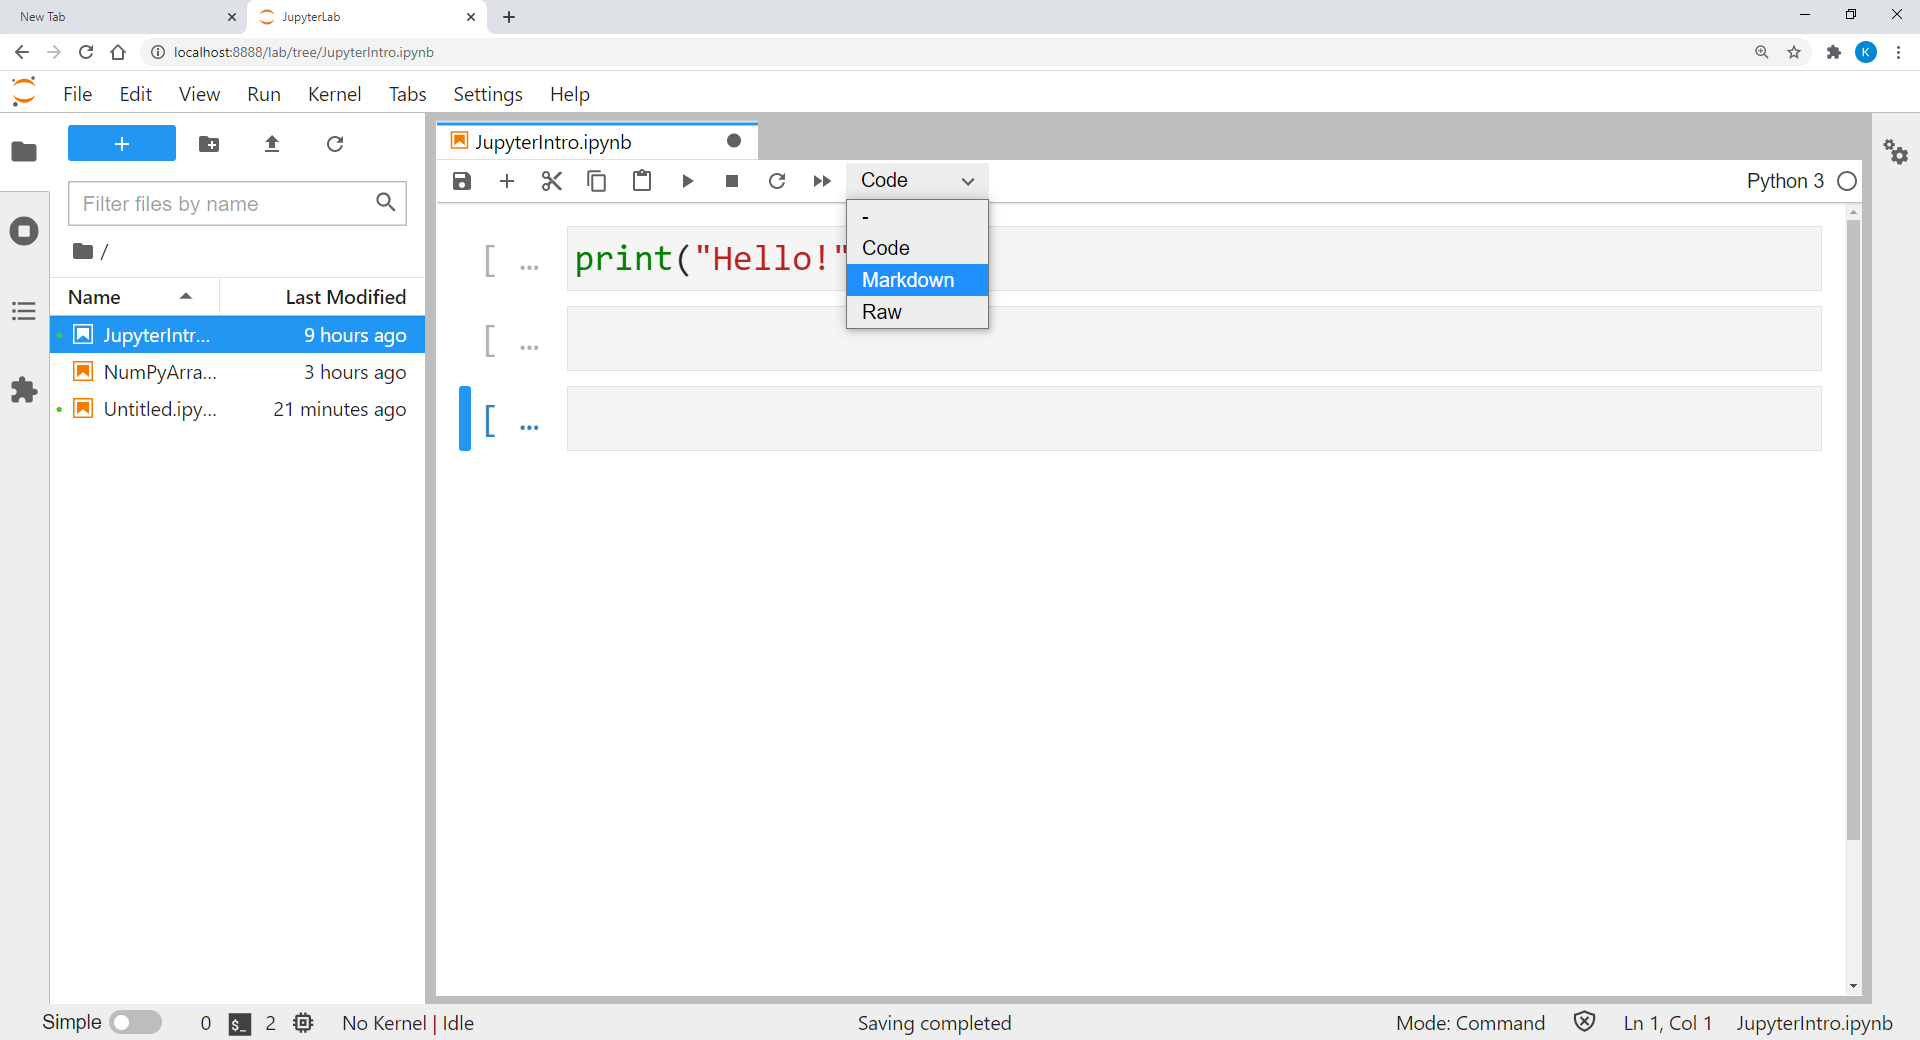 New Tab
JupyterLab
localhost:8888/lab/tree/JupyterIntro.ipynb
K
File Edit View Run Kernel Tabs Settings Help
JupyterIntro.ipynb
Code
Python 3
Filter files by name
/
Name Last Modified
JupyterIntr... 9 hours ago
NumPyArra... 3 hours ago
Untitled.ipy... 21 minutes ago
-
Code
Markdown
Raw
[ ...
print("Hello!"
[ ...
[ ...
Simple 0 $_ 2 No Kernel | Idle Saving completed Mode: Command Ln 1, Col 1 JupyterIntro.ipynb